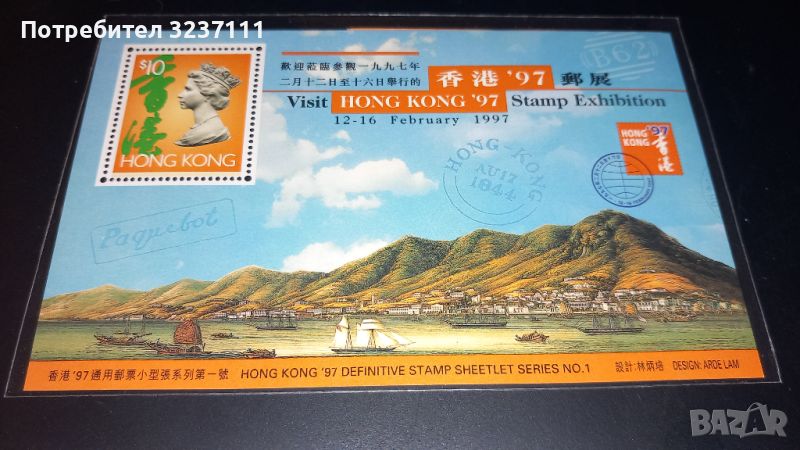 Потребител 3237111
$10
香港
HONG KONG
歡迎蒞臨參觀一九九七年
二月十二日至十六日舉行的
香港 '97 郵展
Visit HONG KONG '97 Stamp Exhibition
12-16 February 1997
B62
HONG KONG '97
香港
HONG-KONG
AU17
1844
Paquebot
香港'97通用郵票小型張系列第一號 HONG KONG '97 DEFINITIVE STAMP SHEETLET SERIES NO.1 設計:林炳培 DESIGN: ARDE LAM
BAZAR